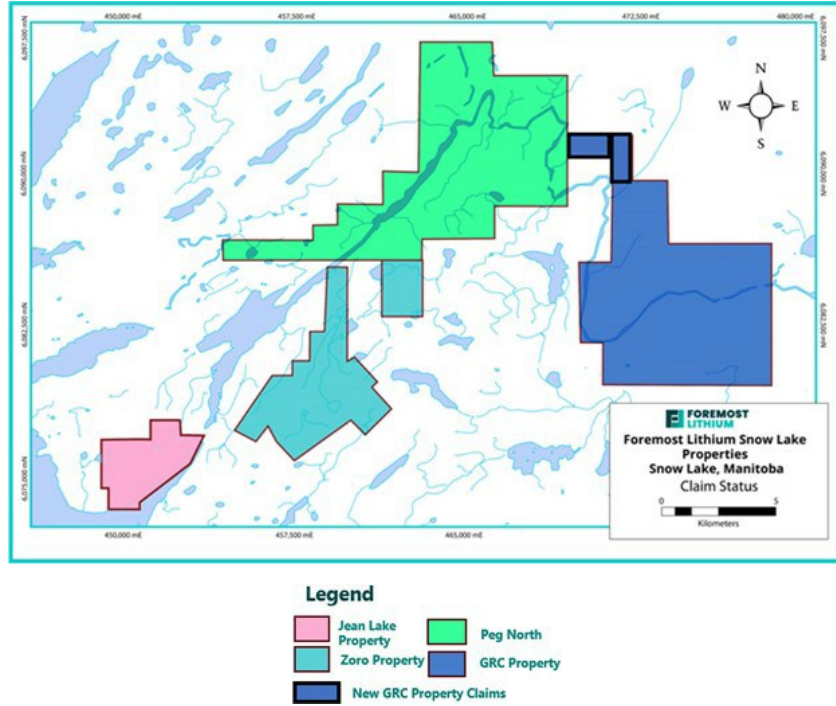 450,000 mE
457,500 mE
465,000 mE
472,500 mE
480,000 mE
6,097,500 mN
6,097,500 mN
N
W
E
S
6,090,000 mN
6,090,000 mN
6,082,500 mN
6,082,500 mN
6,075,000 mN
FOREMOST
LITHIUM
Foremost Lithium Snow Lake
Properties
Snow Lake, Manitoba
Claim Status
0 5
Kilometers
450,000 mE
457,500 mE
465,000 mE
Legend
Jean Lake
Property
Peg North
Zoro Property
GRC Property
New GRC Property Claims